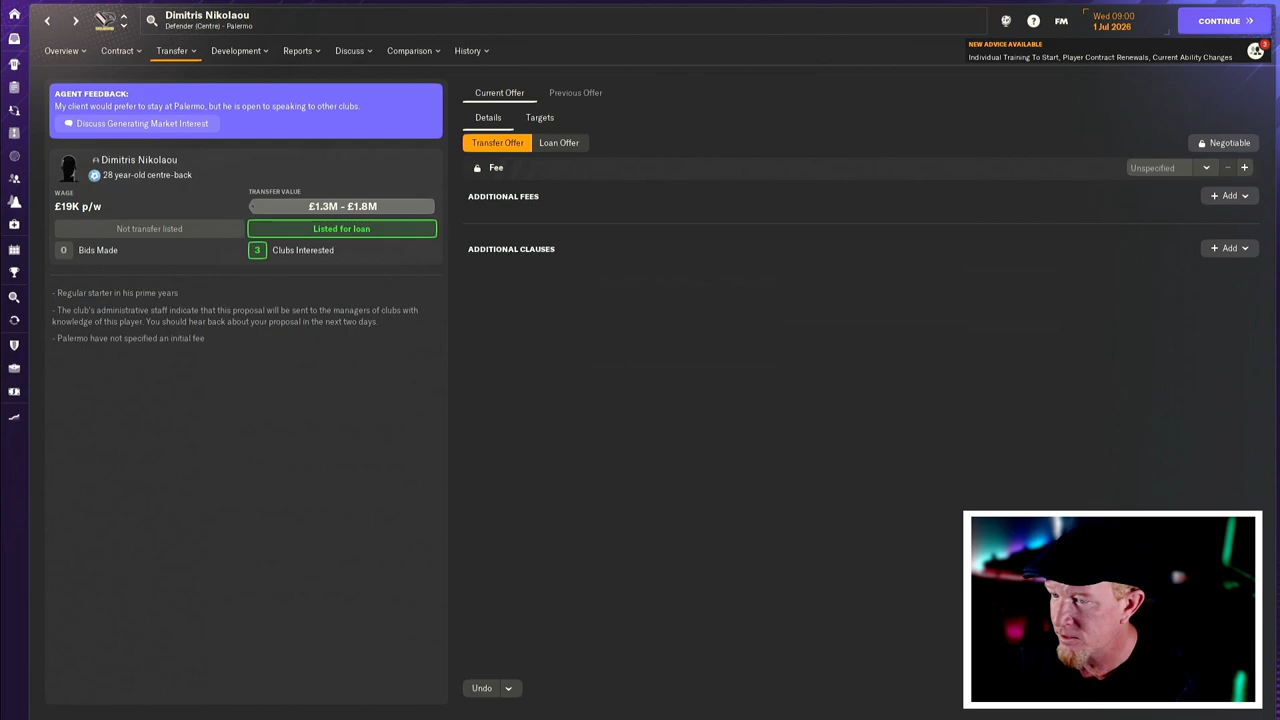 Dimitris Nikolaou
Defender (Centre) - Palermo
FM
Wed 09:00
1 Jul 2026
CONTINUE
Overview
Contract
Transfer
Development
Reports
Discuss
Comparison
History
NEW ADVICE AVAILABLE
Individual Training To Start, Player Contract Renewals, Current Ability Changes
3
AGENT FEEDBACK:
My client would prefer to stay at Palermo, but he is open to speaking to other clubs.
Discuss Generating Market Interest
Dimitris Nikolaou
28 year-old centre-back
WAGE
£19K p/w
TRANSFER VALUE
£1.3M - £1.8M
Not transfer listed
Listed for loan
0 Bids Made
3 Clubs Interested
- Regular starter in his prime years
- The club's administrative staff indicate that this proposal will be sent to the managers of clubs with
knowledge of this player. You should hear back about your proposal in the next two days.
- Palermo have not specified an initial fee
Current Offer
Previous Offer
Details
Targets
Transfer Offer
Loan Offer
Negotiable
Fee
Unspecified
ADDITIONAL FEES
+ Add
ADDITIONAL CLAUSES
+ Add
Undo